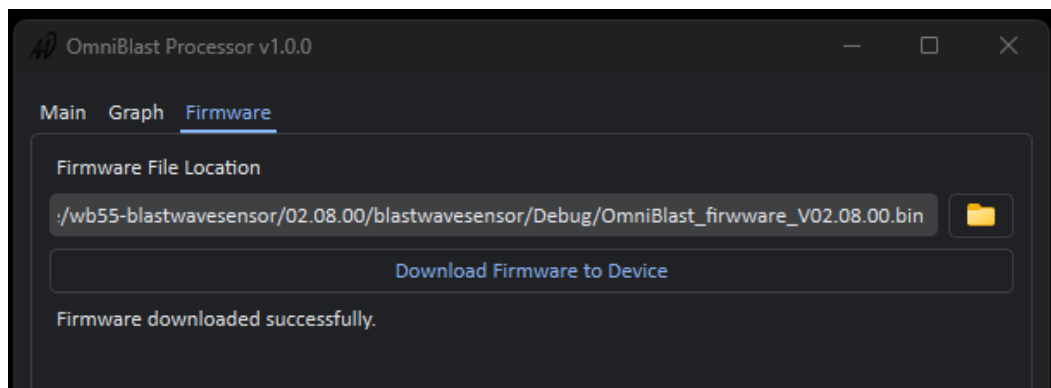 OmniBlast Processor v1.0.0
Main Graph Firmware
Firmware File Location
:/wb55-blastwavesensor/02.08.00/blastwavesensor/Debug/OmniBlast_firwware_V02.08.00.bin
Download Firmware to Device
Firmware downloaded successfully.